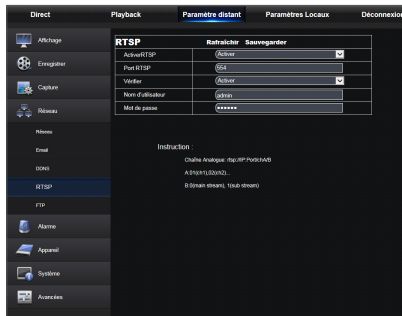 Direct Playback Paramètre distant Paramètres Locaux Déconnexio
Affichage
Enregistrer
Capture
Réseau
Réseau
Email
DDNS
RTSP
FTP
Alarme
Appareil
Système
Avancées
RTSP Rafraîchir Sauvegarder
ActiverRTSP Activer
Port RTSP 554
Vérifier Activer
Nom d'utilisateur admin
Mot de passe ••••••
Instruction :
Chaîne Analogue: rtsp://IP:Port/chA/B
A:01(ch1),02(ch2)...
B:0(main stream), 1(sub stream)